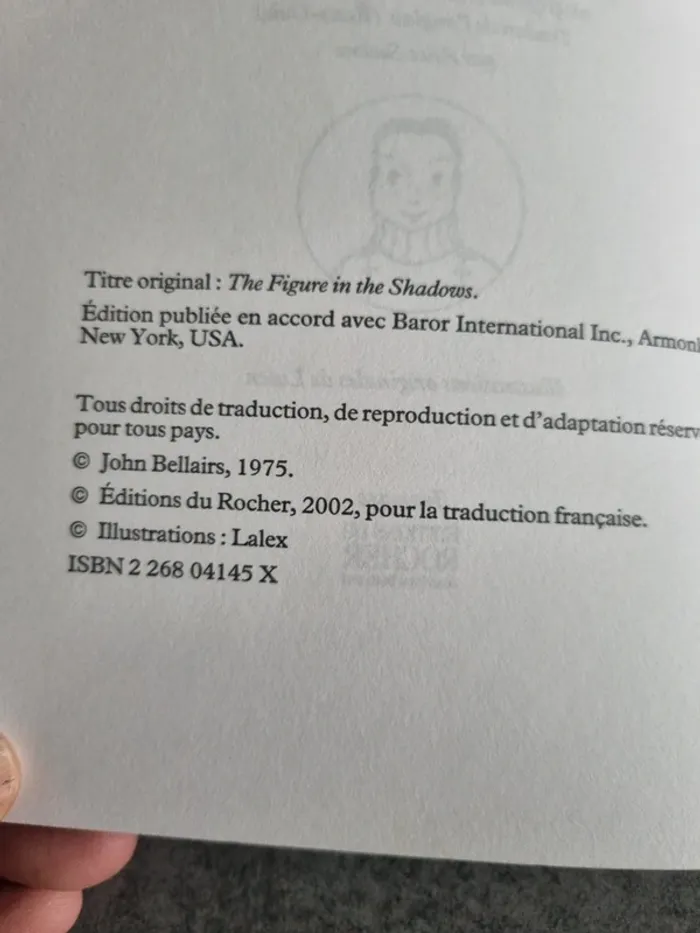 Titre original : The Figure in the Shadows.
Édition publiée en accord avec Baror International Inc.,
New York, USA.
Tous droits de traduction, de reproduction et d'adaptation
pour tous pays.
© John Bellairs, 1975.
© Éditions du Rocher, 2002, pour la traduction française.
© Illustrations : Lalex
ISBN 2 268 04145 X